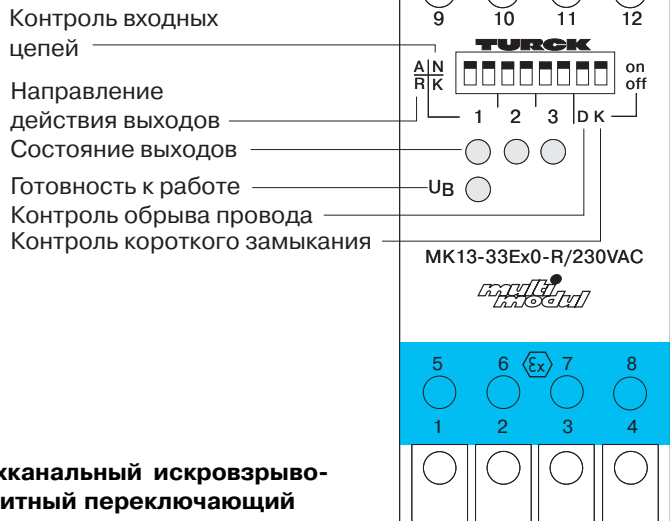 Контроль входных
цепей
Направление
действия выходов
Состояние выходов
Готовность к работе
Контроль обрыва провода
Контроль короткого замыкания
9 10 11 12
TURCK
A N
R K
on
off
1 2 3 D K
UB
MK13-33Ex0-R/230VAC
multi
modul
5 6 Ex 7 8
1 2 3 4
хканальный искровзрыво-
итный переключающий